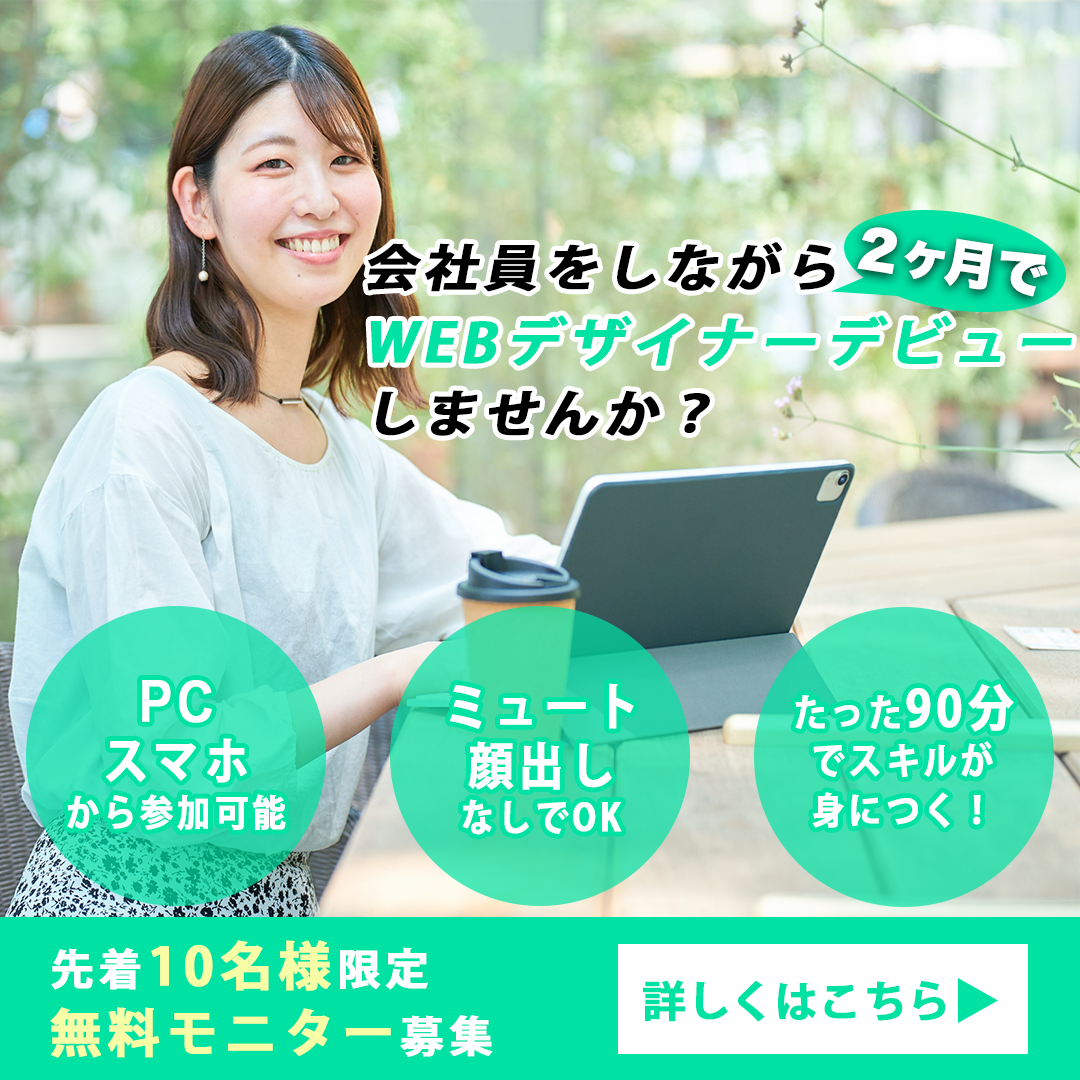 会社員をしながら
2ヶ月で
WEBデザイナーデビュー
しませんか？
PC
スマホ
から参加可能
ミュート
顔出し
なしでOK
たった90分
でスキルが
身につく！
先着10名様限定
無料モニター募集
詳しくはこちら▶